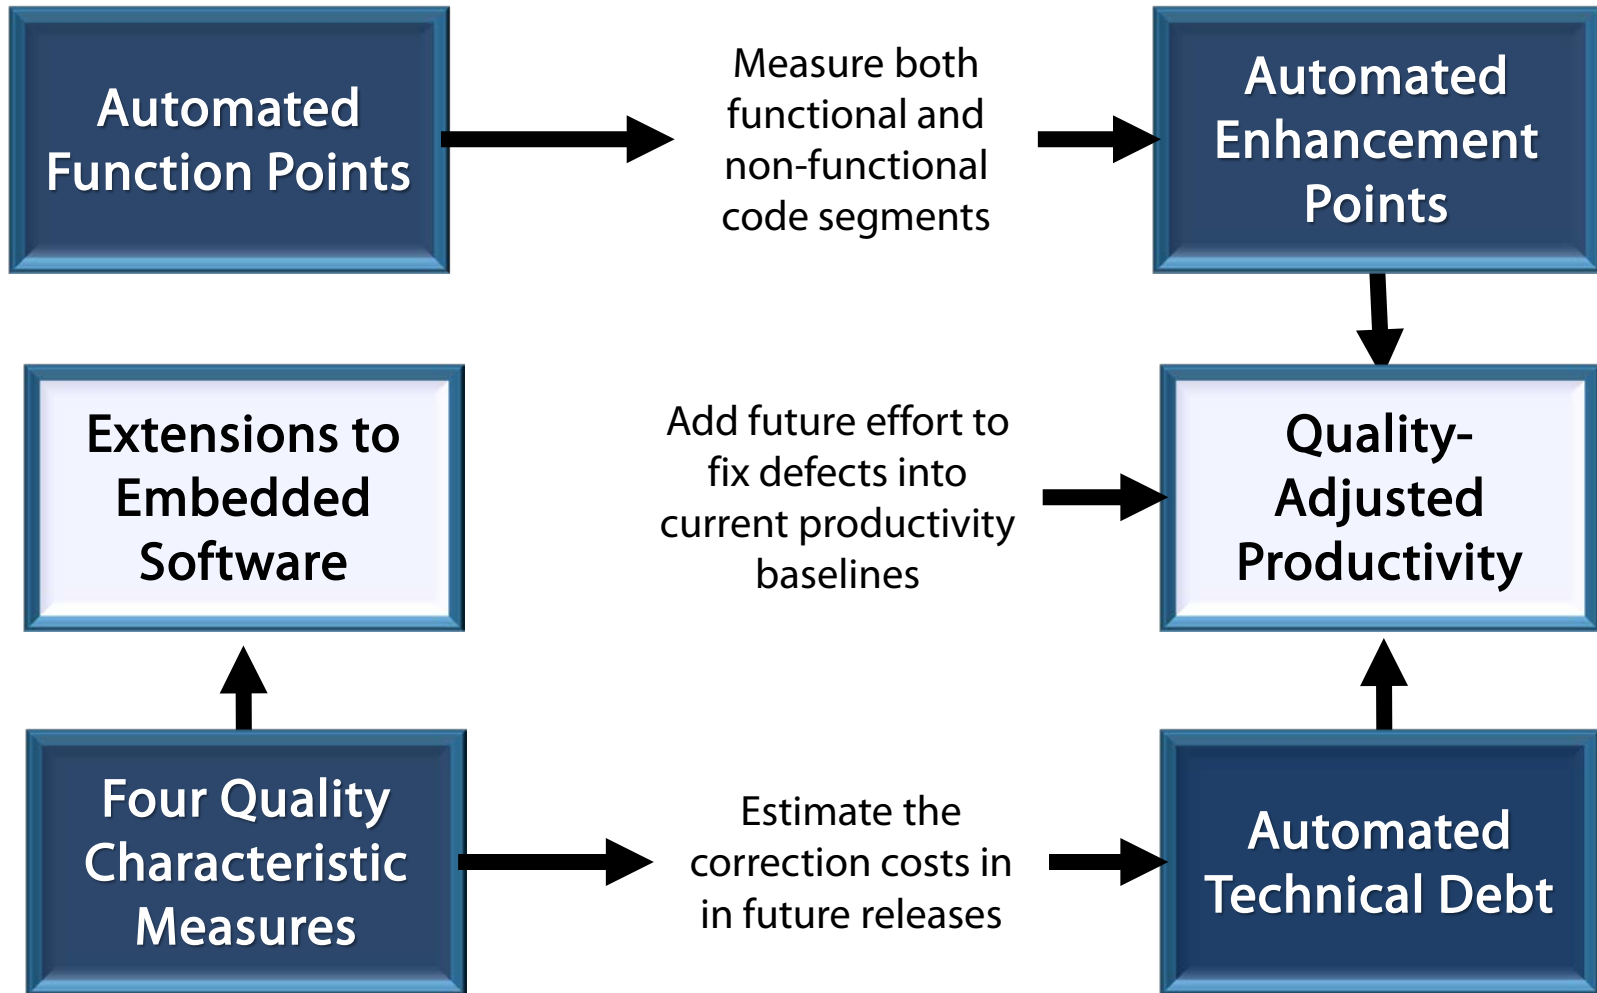 Automated
Function Points
Measure both
functional and
non-functional
code segments
Automated
Enhancement
Points
Extensions to
Embedded
Software
Add future effort to
fix defects into
current productivity
baselines
Quality-
Adjusted
Productivity
Four Quality
Characteristic
Measures
Estimate the
correction costs in
in future releases
Automated
Technical Debt